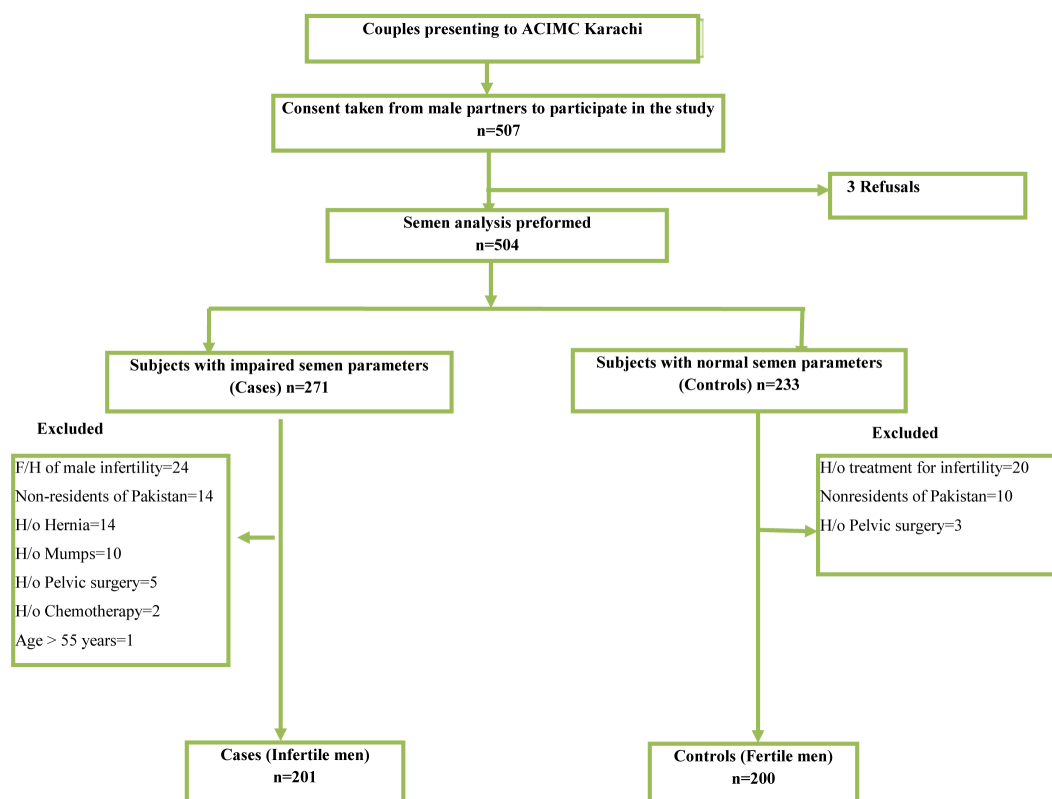 Couples presenting to ACIMC Karachi
Consent taken from male partners to participate in the study
n=507
3 Refusals
Semen analysis preformed
n=504
Subjects with impaired semen parameters
(Cases) n=271
Subjects with normal semen parameters
(Controls) n=233
Excluded
F/H of male infertility=24
Non-residents of Pakistan=14
H/o Hernia=14
H/o Mumps=10
H/o Pelvic surgery=5
H/o Chemotherapy=2
Age > 55 years=1
Excluded
H/o treatment for infertility=20
Nonresidents of Pakistan=10
H/o Pelvic surgery=3
Cases (Infertile men)
n=201
Controls (Fertile men)
n=200